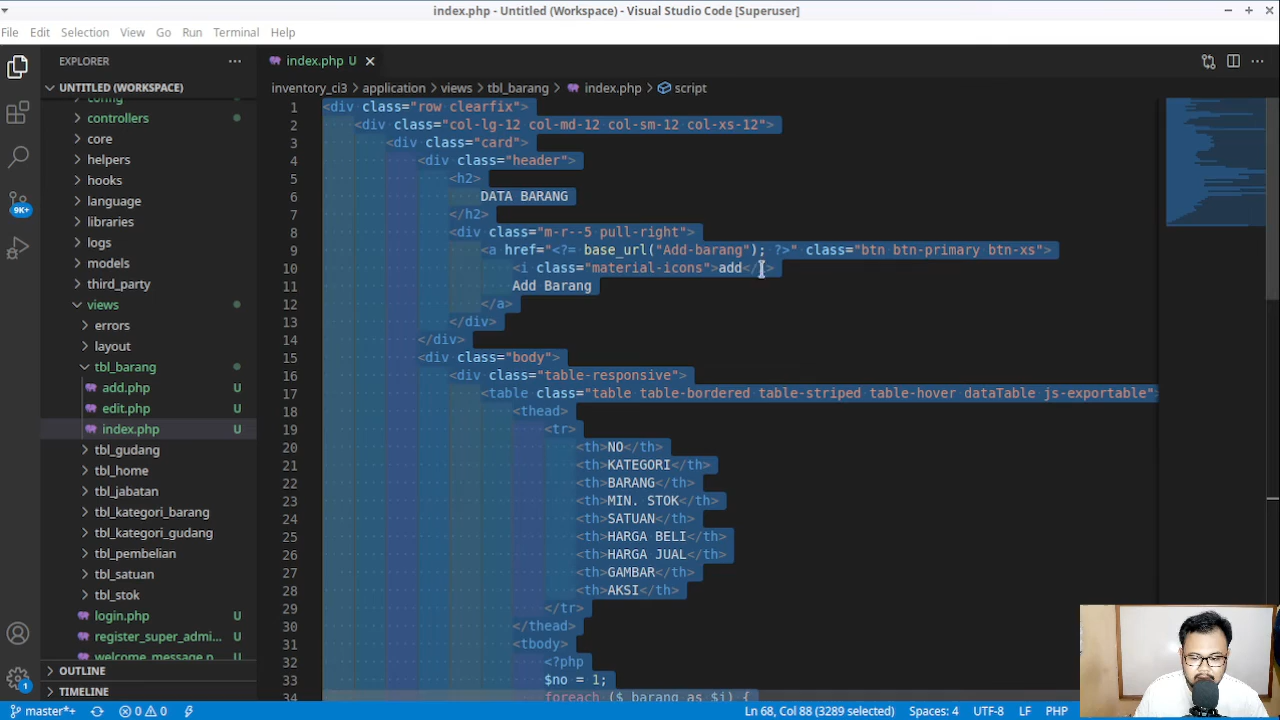 index.php - Untitled (Workspace) - Visual Studio Code [Superuser]
File Edit Selection View Go Run Terminal Help
EXPLORER
index.php U
UNTITLED (WORKSPACE)
inventory_ci3 > application > views > tbl_barang > index.php > script
controllers
core
helpers
hooks
language
libraries
logs
models
third_party
views
errors
layout
tbl_barang
add.php U
edit.php U
index.php U
tbl_gudang
tbl_home
tbl_jabatan
tbl_kategori_barang
tbl_kategori_gudang
tbl_pembelian
tbl_satuan
tbl_stok
login.php U
register_super_admi... U
welcome_message.p... U
OUTLINE
TIMELINE
9K+
1
1 <div class="row clearfix">
2 <div class="col-lg-12 col-md-12 col-sm-12 col-xs-12">
3 <div class="card">
4 <div class="header">
5 <h2>
6 DATA BARANG
7 </h2>
8 <div class="m-r--5 pull-right">
9 <a href="<?= base_url("Add-barang"); ?>" class="btn btn-primary btn-xs">
10 <i class="material-icons">add</i>
11 Add Barang
12 </a>
13 </div>
14 </div>
15 <div class="body">
16 <div class="table-responsive">
17 <table class="table table-bordered table-striped table-hover dataTable js-exportable">
18 <thead>
19 <tr>
20 <th>NO</th>
21 <th>KATEGORI</th>
22 <th>BARANG</th>
23 <th>MIN. STOK</th>
24 <th>SATUAN</th>
25 <th>HARGA BELI</th>
26 <th>HARGA JUAL</th>
27 <th>GAMBAR</th>
28 <th>AKSI</th>
29 </tr>
30 </thead>
31 <tbody>
32 <?php
33 $no = 1;
34 foreach ($_barang as $i) {
master*+ 0 0 Ln 68, Col 88 (3289 selected) Spaces: 4 UTF-8 LF PHP